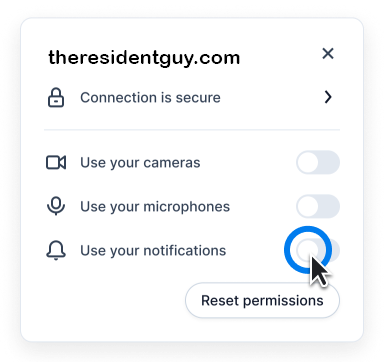 theresidentguy.com
Connection is secure
Use your cameras
Use your microphones
Use your notifications
Reset permissions